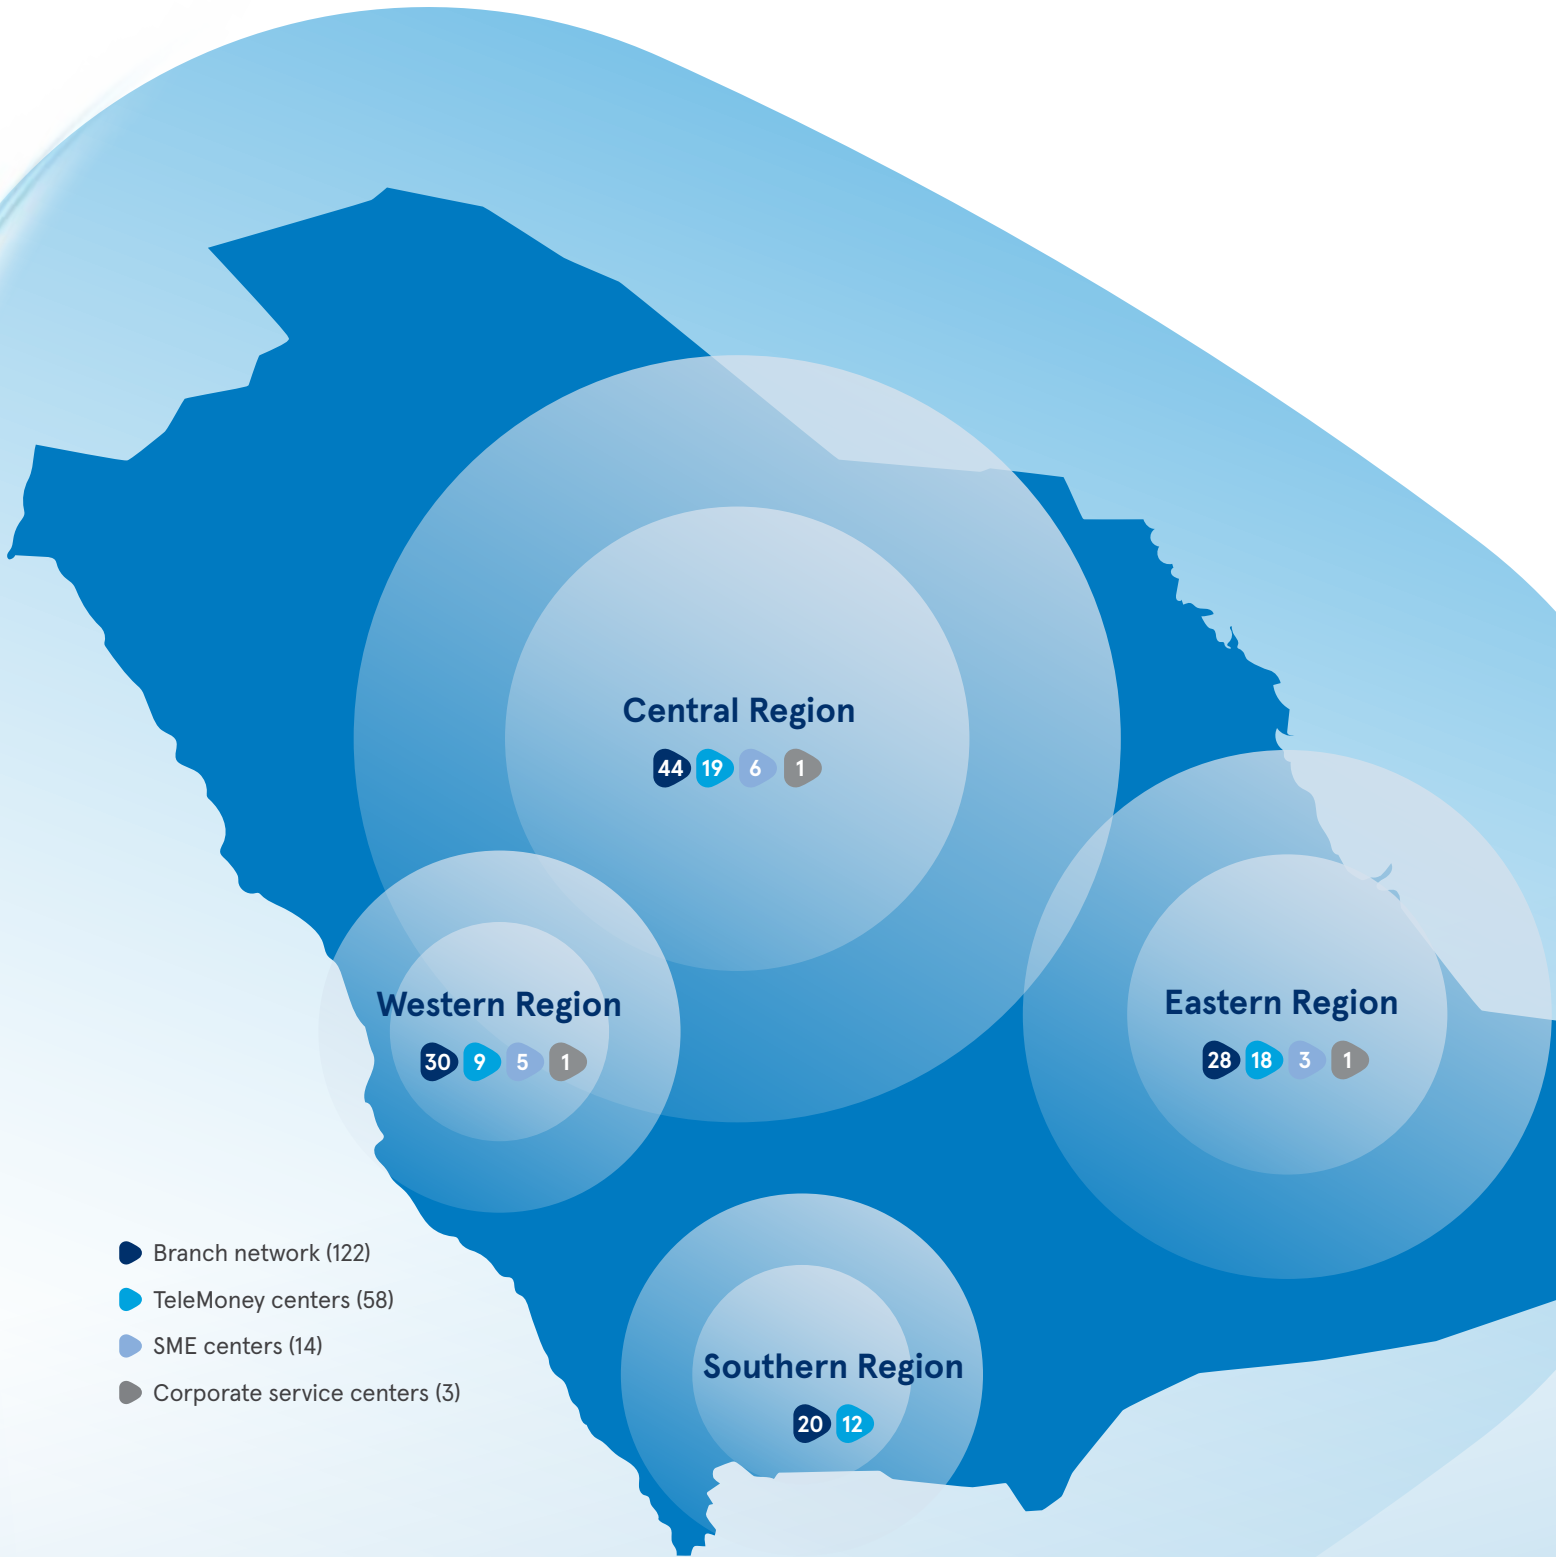 Central Region
44 19 6 1
Western Region
30 9 5 1
Eastern Region
28 18 3 1
Southern Region
20 12
Branch network (122)
TeleMoney centers (58)
SME centers (14)
Corporate service centers (3)